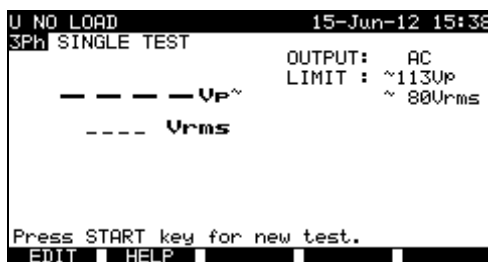 U NO LOAD 15-Jun-12 15:38
3Ph SINGLE TEST
OUTPUT: AC
LIMIT : ~113Vp
~ 80Vrms
– – – – Vp~
---- Vrms
Press START key for new test.
EDIT HELP